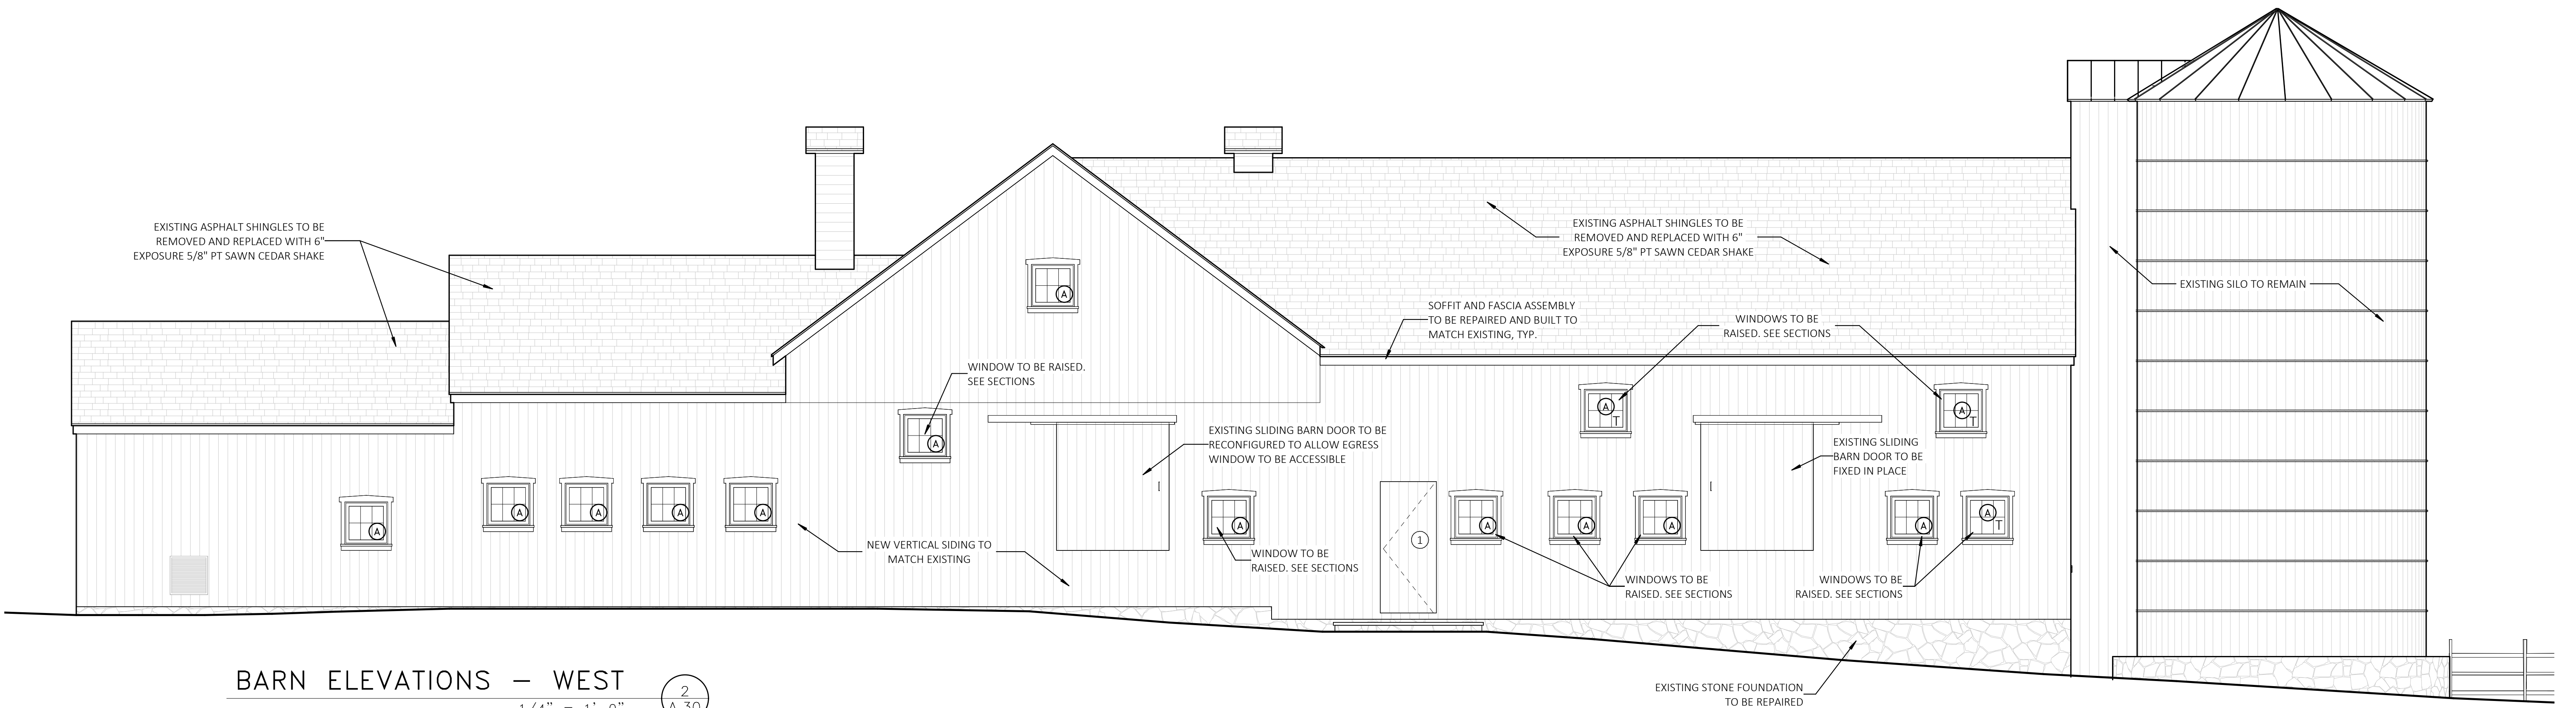 EXISTING ASPHALT SHINGLES TO BE
REMOVED AND REPLACED WITH 6"
EXPOSURE 5/8" PT SAWN CEDAR SHAKE
EXISTING ASPHALT SHINGLES TO BE
REMOVED AND REPLACED WITH 6"
EXPOSURE 5/8" PT SAWN CEDAR SHAKE
EXISTING SILO TO REMAIN
SOFFIT AND FASCIA ASSEMBLY
TO BE REPAIRED AND BUILT TO
MATCH EXISTING, TYP.
WINDOWS TO BE
RAISED. SEE SECTIONS
A
WINDOW TO BE RAISED.
SEE SECTIONS
A
T
A
T
A
EXISTING SLIDING BARN DOOR TO BE
RECONFIGURED TO ALLOW EGRESS
WINDOW TO BE ACCESSIBLE
EXISTING SLIDING
BARN DOOR TO BE
FIXED IN PLACE
A
A
A
A
A
A
A
A
A
A
A
T
1
NEW VERTICAL SIDING TO
MATCH EXISTING
WINDOW TO BE
RAISED. SEE SECTIONS
WINDOWS TO BE
RAISED. SEE SECTIONS
WINDOWS TO BE
RAISED. SEE SECTIONS
EXISTING STONE FOUNDATION
TO BE REPAIRED
BARN ELEVATIONS - WEST
2
A.30
1/4" = 1'-0"